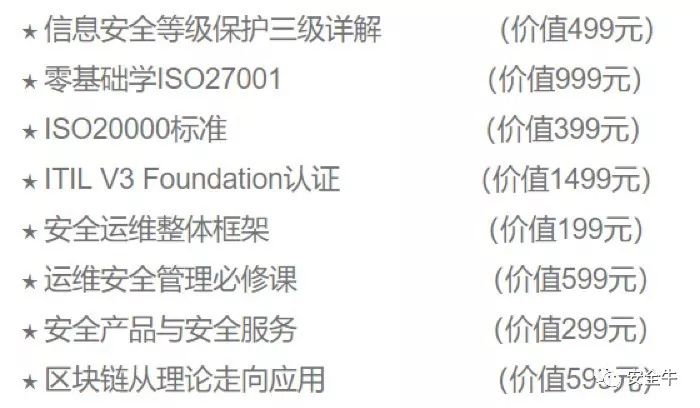 ★信息安全等级保护三级详解 (价值499元)
★零基础学ISO27001 (价值999元)
★ISO20000标准 (价值399元)
★ITIL V3 Foundation认证 (价值1499元)
★安全运维整体框架 (价值199元)
★运维安全管理必修课 (价值599元)
★安全产品与安全服务 (价值299元)
★区块链从理论走向应用 (价值599元)
安全牛